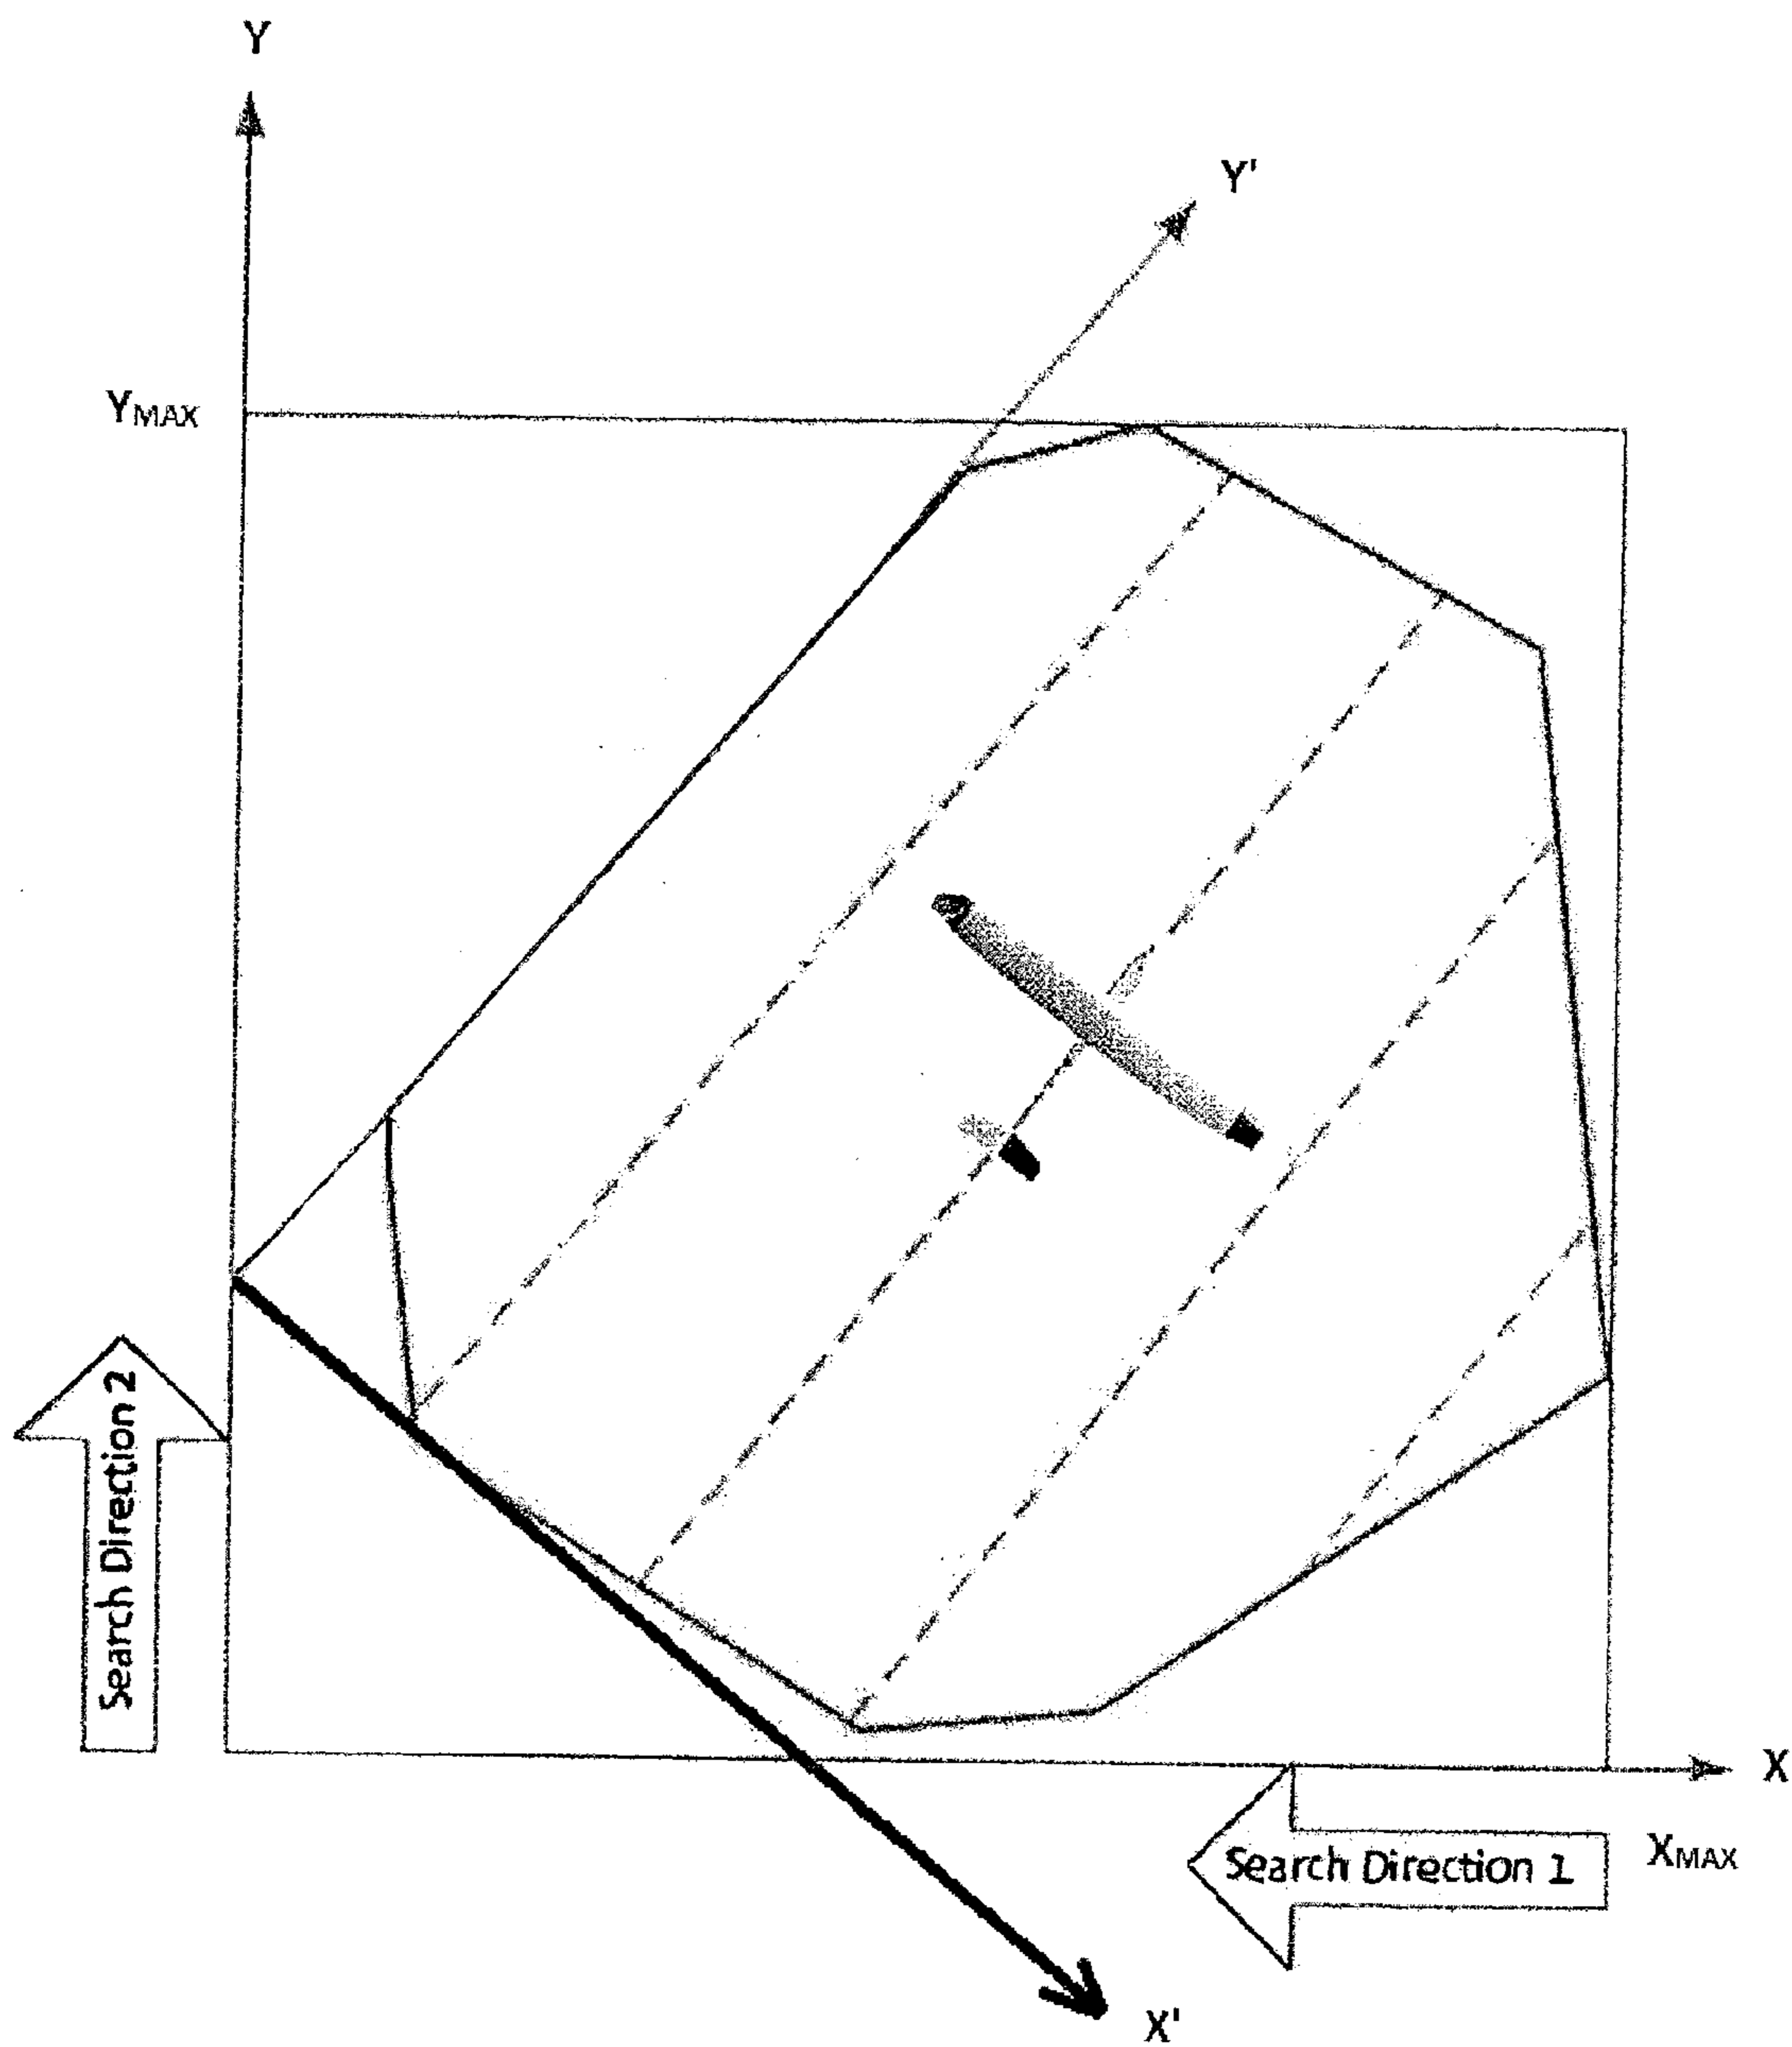 Y
Y'
YMAX
Search Direction 2
X
Search Direction 1
XMAX
X'